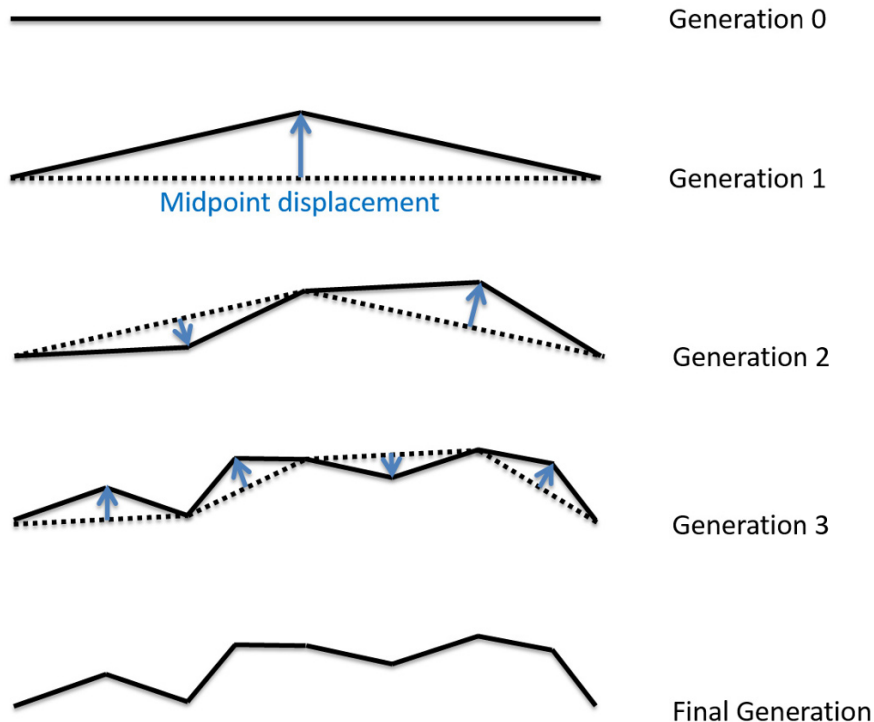 Generation 0
Generation 1
Midpoint displacement
Generation 2
Generation 3
Final Generation